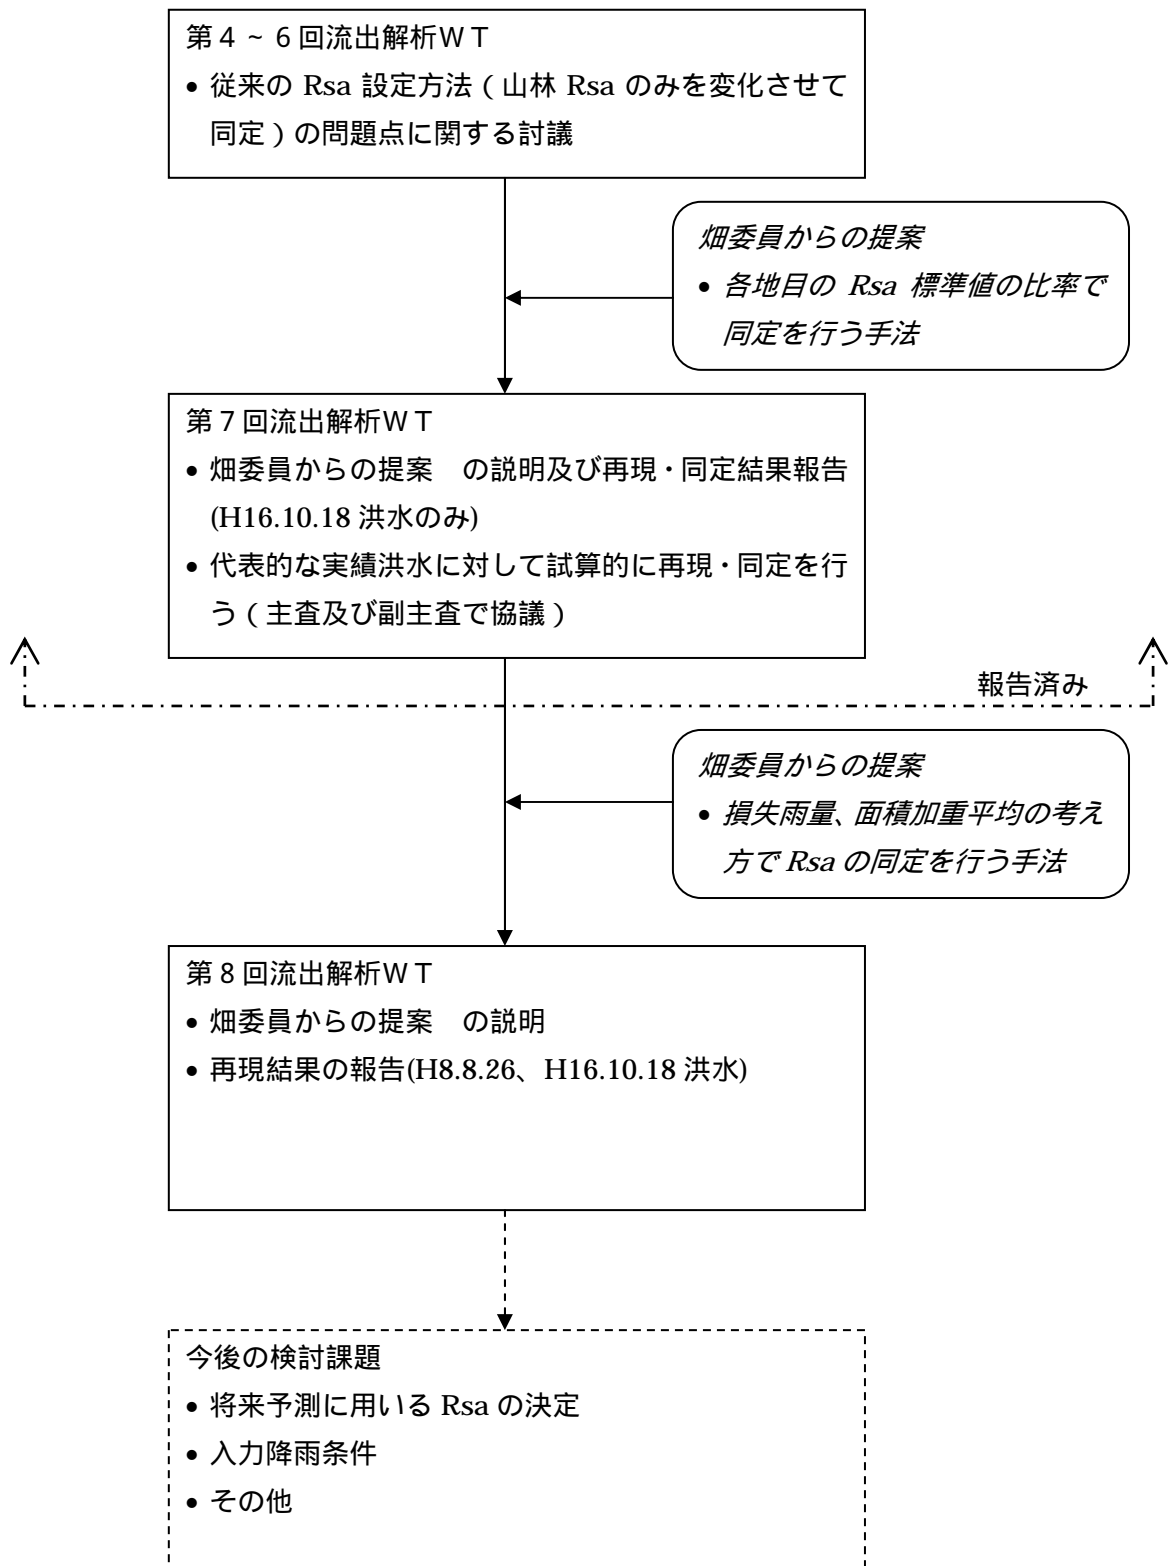 第4~6回流出解析WT
• 従来の Rsa 設定方法(山林 Rsa のみを変化させて
同定)の問題点に関する討議
畑委員からの提案
• 各地目の Rsa 標準値の比率で
同定を行う手法
第7回流出解析WT
• 畑委員からの提案　の説明及び再現・同定結果報告
(H16.10.18 洪水のみ)
• 代表的な実績洪水に対して試算的に再現・同定を行
う(主査及び副主査で協議)
報告済み
畑委員からの提案
• 損失雨量、面積加重平均の考え
方で Rsa の同定を行う手法
第8回流出解析WT
• 畑委員からの提案　の説明
• 再現結果の報告(H8.8.26、H16.10.18 洪水)
今後の検討課題
• 将来予測に用いる Rsa の決定
• 入力降雨条件
• その他